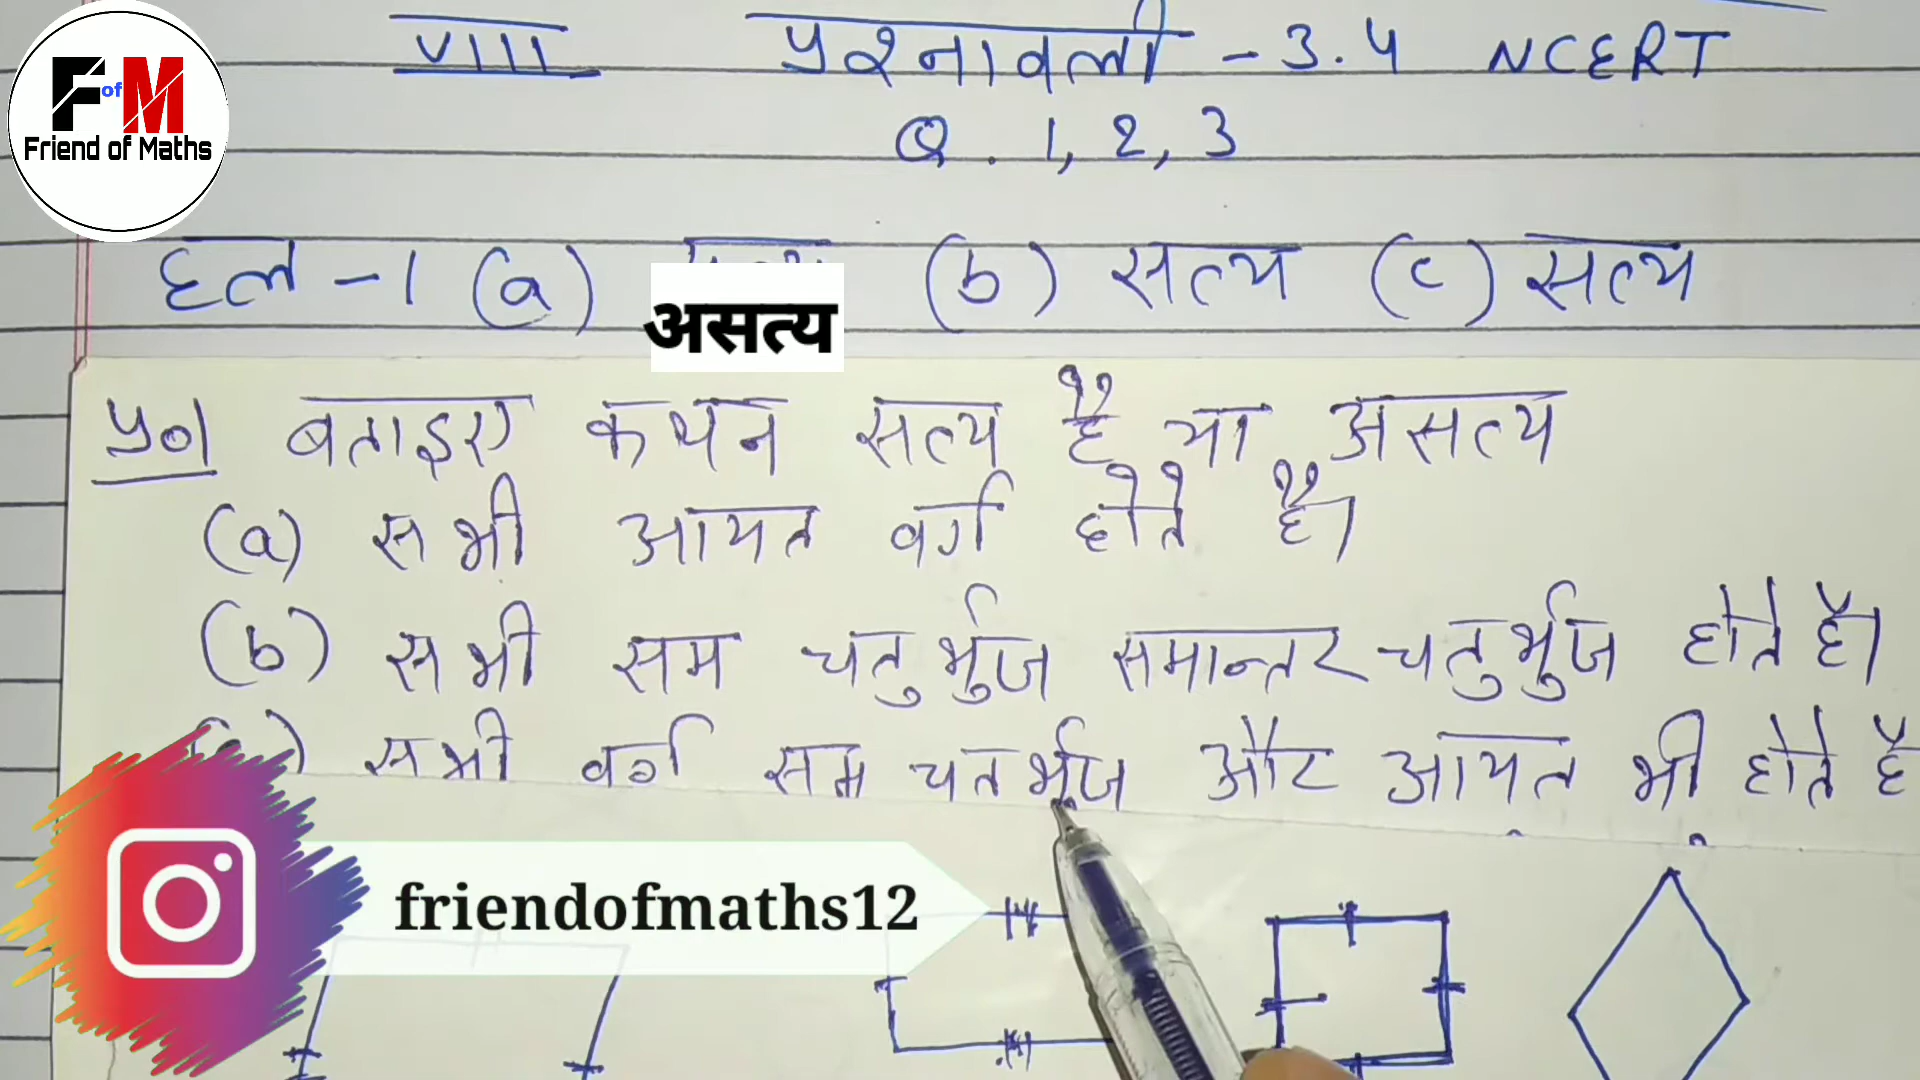 F of M
Friend of Maths
VIII प्रश्नावली - 3.4 NCERT
Q. 1, 2, 3
हल - 1 (a) असत्य (b) सत्य (c) सत्य
प्र०1 बताइए कथन सत्य है या असत्य
(a) सभी आयत वर्ग होते हैं।
(b) सभी सम चतुर्भुज समान्तर चतुर्भुज होते हैं।
सभी वर्ग सम चतुर्भुज और आयत भी होते हैं
friendofmaths12